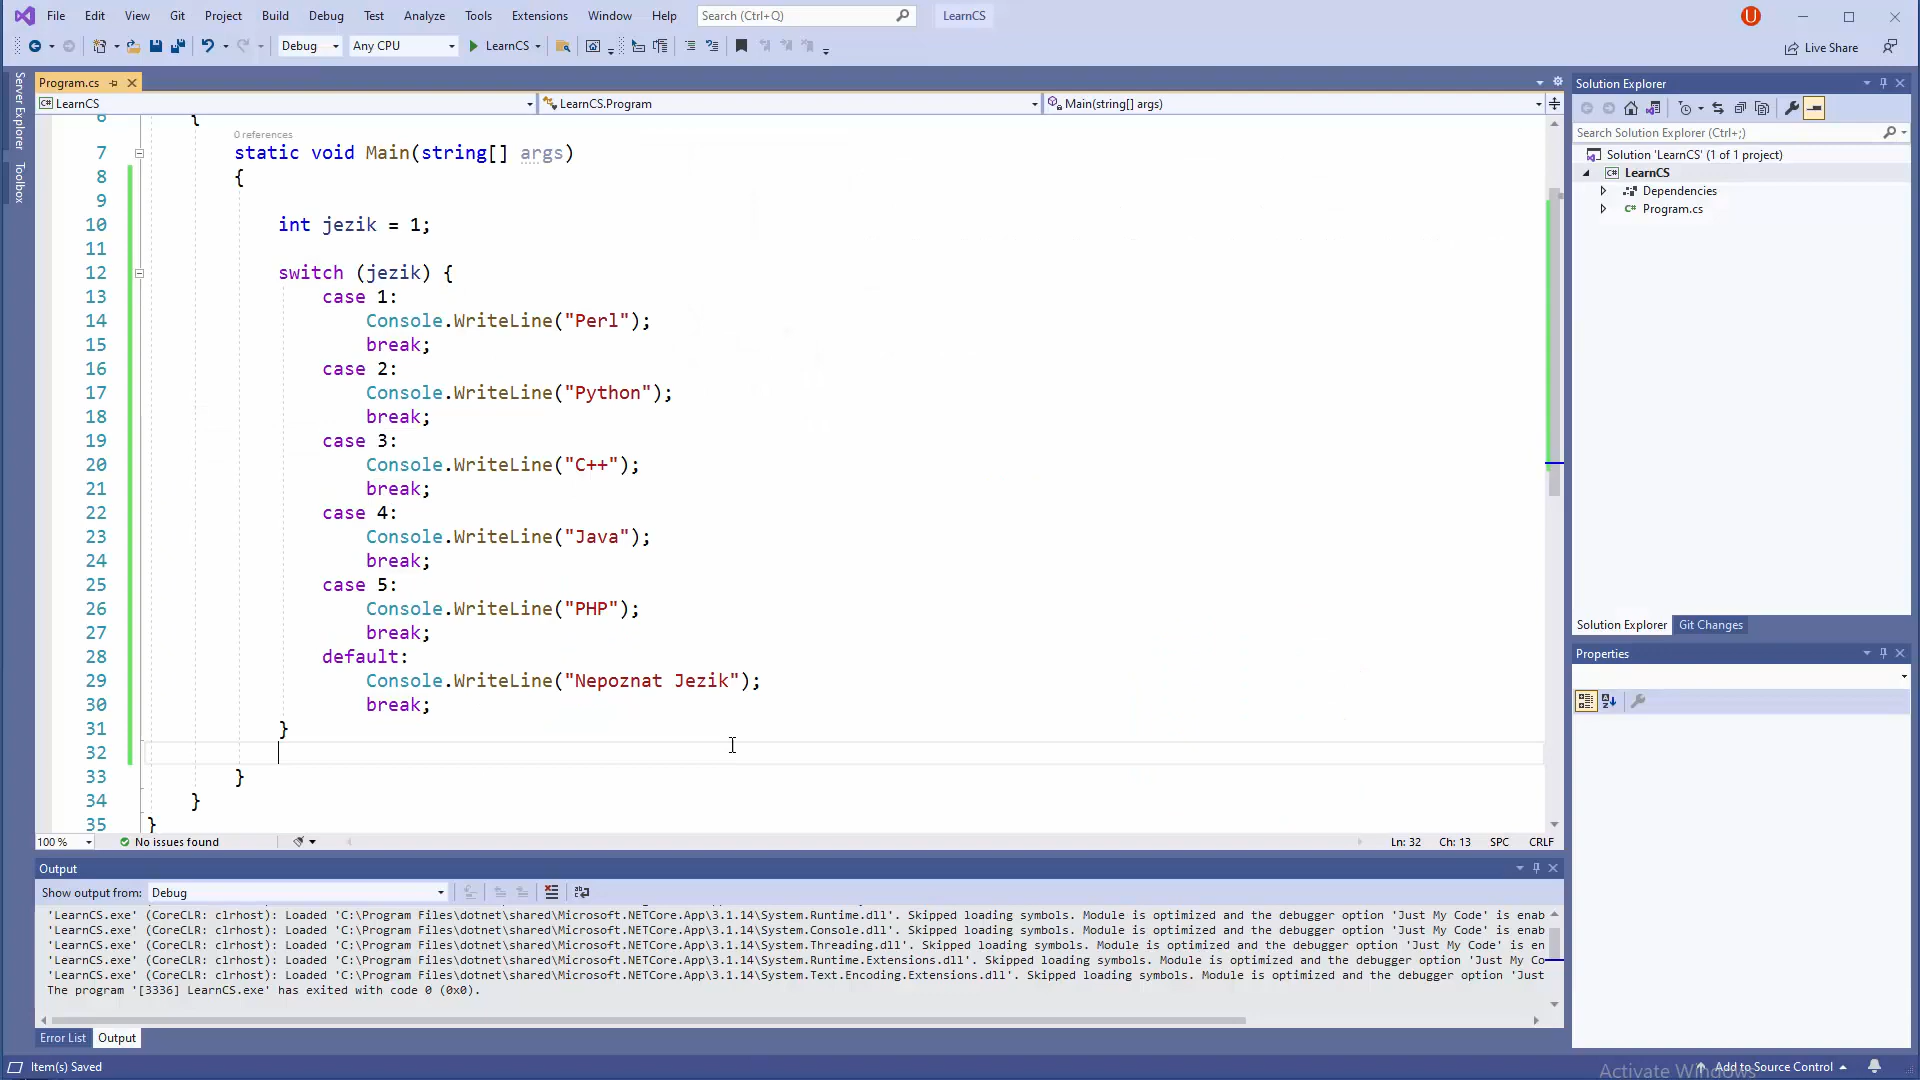 File Edit View Git Project Build Debug Test Analyze Tools Extensions Window Help Search (Ctrl+Q) LearnCS U
Debug Any CPU LearnCS Live Share
Server Explorer
Toolbox
Program.cs
LearnCS LearnCS.Program Main(string[] args)
6 {
0 references
7 static void Main(string[] args)
8 {
9
10 int jezik = 1;
11
12 switch (jezik) {
13 case 1:
14 Console.WriteLine("Perl");
15 break;
16 case 2:
17 Console.WriteLine("Python");
18 break;
19 case 3:
20 Console.WriteLine("C++");
21 break;
22 case 4:
23 Console.WriteLine("Java");
24 break;
25 case 5:
26 Console.WriteLine("PHP");
27 break;
28 default:
29 Console.WriteLine("Nepoznat Jezik");
30 break;
31 }
32
33 }
34 }
35 }
100 % No issues found Ln: 32 Ch: 13 SPC CRLF
Output
Show output from: Debug
'LearnCS.exe' (CoreCLR: clrhost): Loaded 'C:\Program Files\dotnet\shared\Microsoft.NETCore.App\3.1.14\System.Runtime.dll'. Skipped loading symbols. Module is optimized and the debugger option 'Just My Code' is enab
'LearnCS.exe' (CoreCLR: clrhost): Loaded 'C:\Program Files\dotnet\shared\Microsoft.NETCore.App\3.1.14\System.Console.dll'. Skipped loading symbols. Module is optimized and the debugger option 'Just My Code' is enab
'LearnCS.exe' (CoreCLR: clrhost): Loaded 'C:\Program Files\dotnet\shared\Microsoft.NETCore.App\3.1.14\System.Threading.dll'. Skipped loading symbols. Module is optimized and the debugger option 'Just My Code' is en
'LearnCS.exe' (CoreCLR: clrhost): Loaded 'C:\Program Files\dotnet\shared\Microsoft.NETCore.App\3.1.14\System.Runtime.Extensions.dll'. Skipped loading symbols. Module is optimized and the debugger option 'Just My Co
'LearnCS.exe' (CoreCLR: clrhost): Loaded 'C:\Program Files\dotnet\shared\Microsoft.NETCore.App\3.1.14\System.Text.Encoding.Extensions.dll'. Skipped loading symbols. Module is optimized and the debugger option 'Just
The program '[3336] LearnCS.exe' has exited with code 0 (0x0).
Error List Output
Solution Explorer
Search Solution Explorer (Ctrl+;)
Solution 'LearnCS' (1 of 1 project)
LearnCS
Dependencies
C# Program.cs
Solution Explorer Git Changes
Properties
Item(s) Saved Add to Source Control
Activate Windows